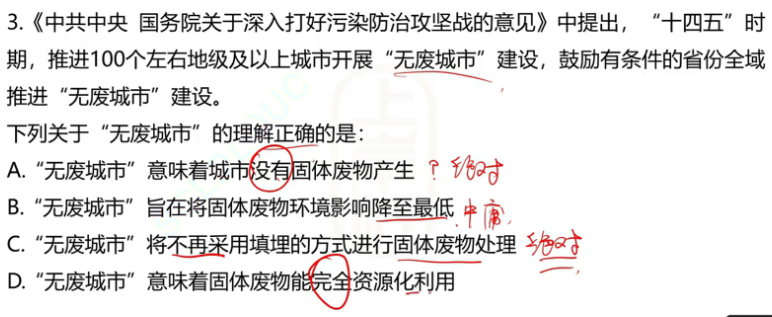 3.《中共中央 国务院关于深入打好污染防治攻坚战的意见》中提出，“十四五”时
期，推进100个左右地级及以上城市开展“无废城市”建设，鼓励有条件的省份全域
推进“无废城市”建设。
下列关于“无废城市”的理解正确的是：
A.“无废城市”意味着城市没有固体废物产生 ? 绝对
B.“无废城市”旨在将固体废物环境影响降至最低 中庸
C.“无废城市”将不再采用填埋的方式进行固体废物处理 绝对
D.“无废城市”意味着固体废物能完全资源化利用